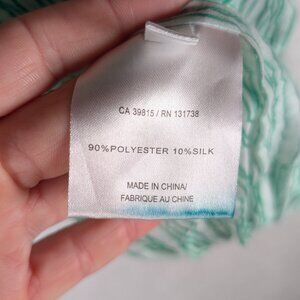 CA 39815 / RN 131738
90%POLYESTER 10%SILK
MADE IN CHINA/
FABRIQUE AU CHINE